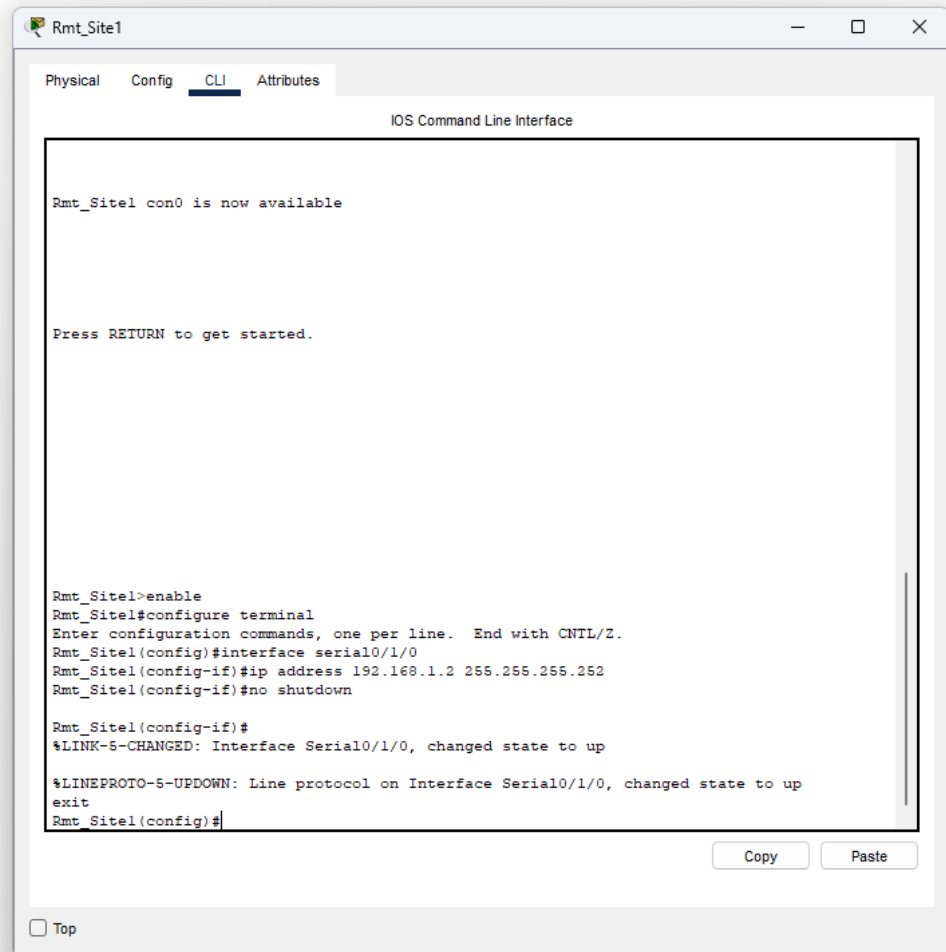 Rmt_Site1
Physical Config CLI Attributes
IOS Command Line Interface
Rmt_Site1 con0 is now available
Press RETURN to get started.
Rmt_Site1>enable
Rmt_Site1#configure terminal
Enter configuration commands, one per line.  End with CNTL/Z.
Rmt_Site1(config)#interface serial0/1/0
Rmt_Site1(config-if)#ip address 192.168.1.2 255.255.255.252
Rmt_Site1(config-if)#no shutdown
Rmt_Site1(config-if)#
%LINK-5-CHANGED: Interface Serial0/1/0, changed state to up
%LINEPROTO-5-UPDOWN: Line protocol on Interface Serial0/1/0, changed state to up
exit
Rmt_Site1(config)#
Copy Paste
Top